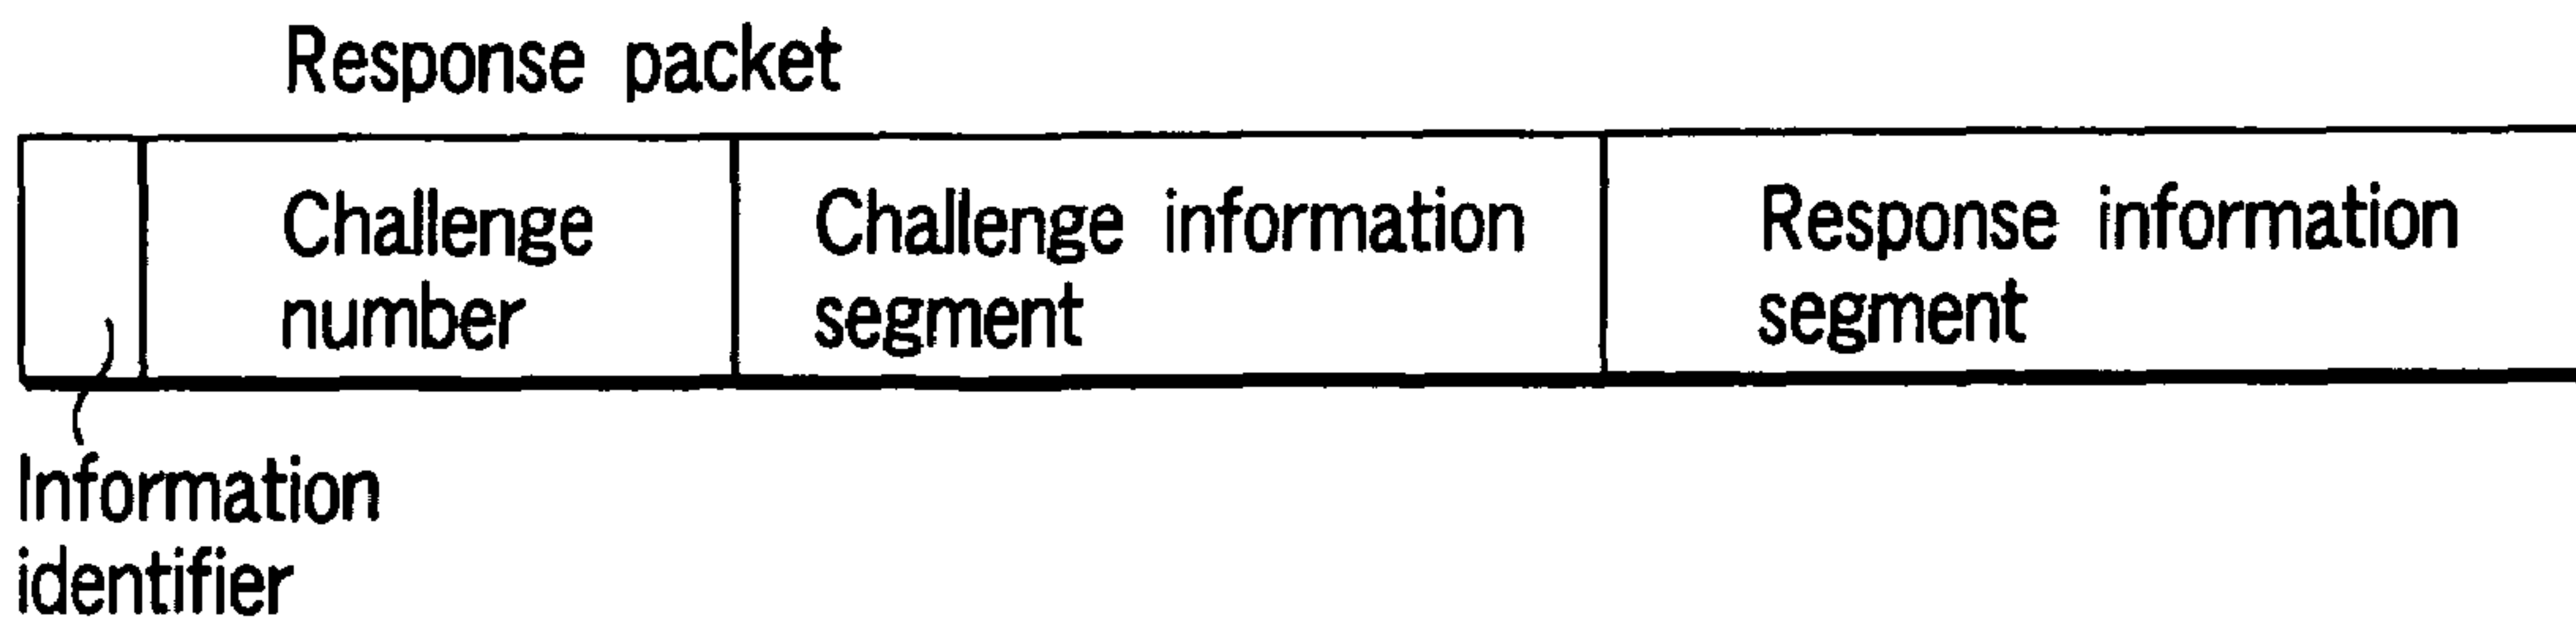 Response packet
Challenge
number
Challenge information
segment
Response information
segment
Information
identifier